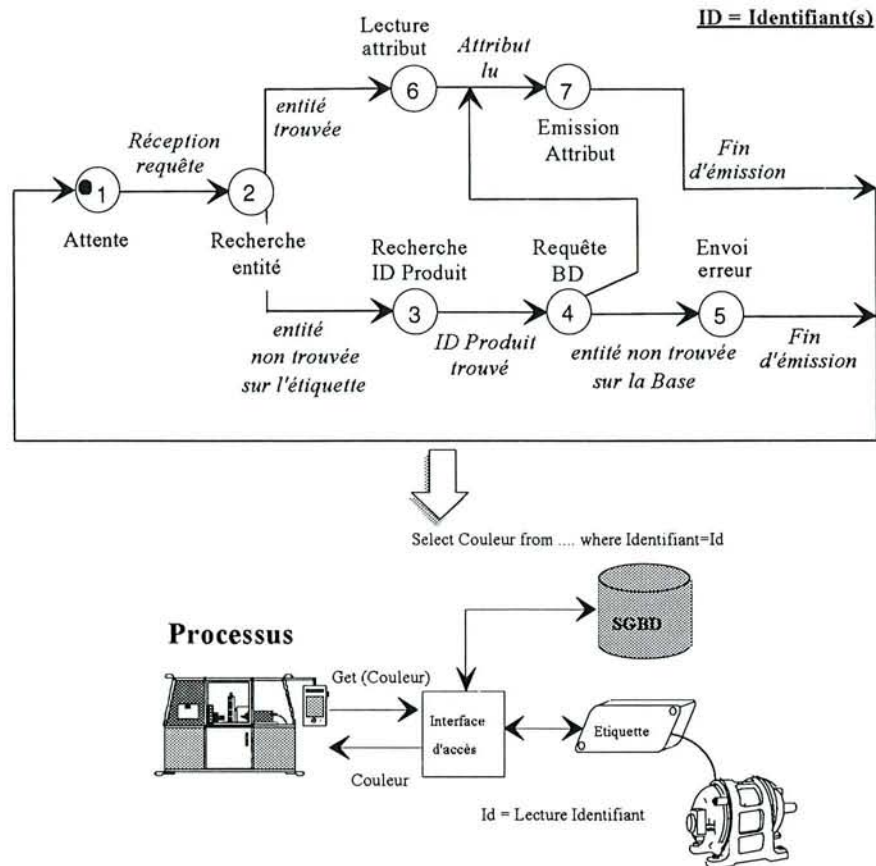 ID = Identifiant(s)
Lecture
attribut
Attribut
lu
6
7
entité
trouvée
Emission
Attribut
Réception
requête
Fin
d'émission
1
2
Attente
Recherche
entité
Recherche
ID Produit
Requête
BD
Envoi
erreur
3
4
5
entité
non trouvée
sur l'étiquette
ID Produit
trouvé
entité non trouvée
sur la Base
Fin
d'émission
Select Couleur from .... where Identifiant=Id
SGBD
Processus
Get (Couleur)
Interface
d'accès
Etiquette
Couleur
Id = Lecture Identifiant